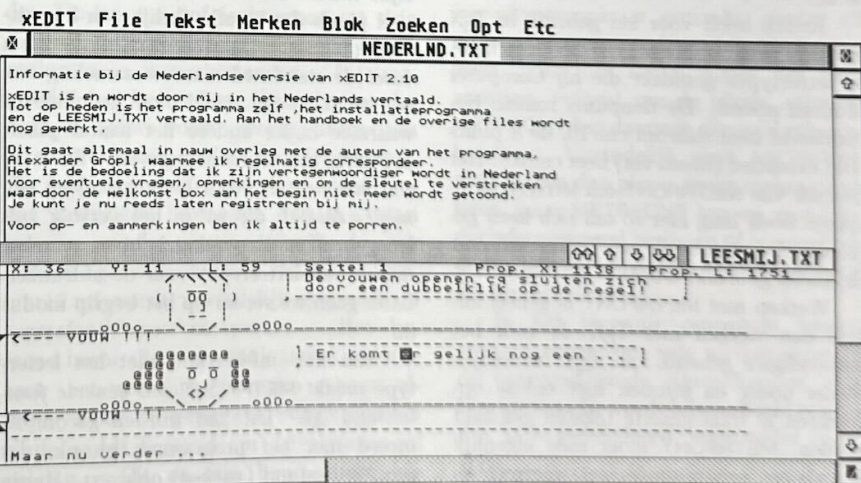 xEDIT File Tekst Merken Blok Zoeken Opt Etc
NEDERLND.TXT
Informatie bij de Nederlandse versie van xEDIT 2.10
xEDIT is en wordt door mij in het Nederlands vertaald.
Tot op heden is het programma zelf ,het installatieprogramma
en de LEESMIJ.TXT vertaald. Aan het handboek en de overige files wordt
nog gewerkt.
Dit gaat allemaal in nauw overleg met de auteur van het programma,
Alexander Gröpl, waarmee ik regelmatig correspondeer.
Het is de bedoeling dat ik zijn vertegenwoordiger wordt in Nederland
voor eventuele vragen, opmerkingen en om de sleutel te verstrekken
waardoor de welkomst box aan het begin niet meer wordt getoond.
Je kunt je nu reeds laten registreren bij mij.
Voor op- en aanmerkingen ben ik altijd te porren.
LEESMIJ.TXT
X: 36 Y: 11 L: 59 Seite: 1 Prop. X: 1138 Prop. L: 1751
De vouwen openen cq sluiten zich
door een dubbelklik op de regel!
<--- VOUW !!!
Er komt er gelijk nog een ...
<--- VOUW !!!
Maar nu verder ...